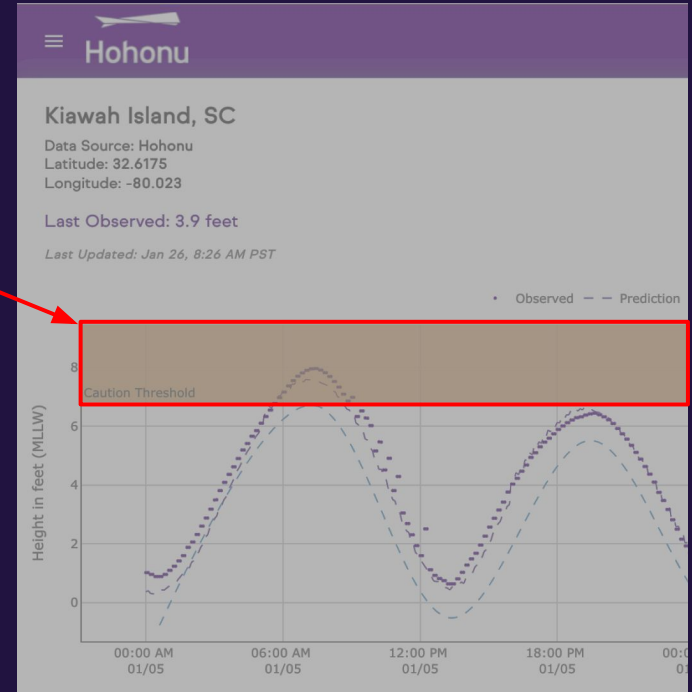 Hohonu
Kiawah Island, SC
Data Source: Hohonu
Latitude: 32.6175
Longitude: -80.023
Last Observed: 3.9 feet
Last Updated: Jan 26, 8:26 AM PST
Observed
Prediction
8
Caution Threshold
6
4
2
0
Height in feet (MLLW)
00:00 AM 06:00 AM 12:00 PM 18:00 PM 00:0
01/05 01/05 01/05 01/05 01